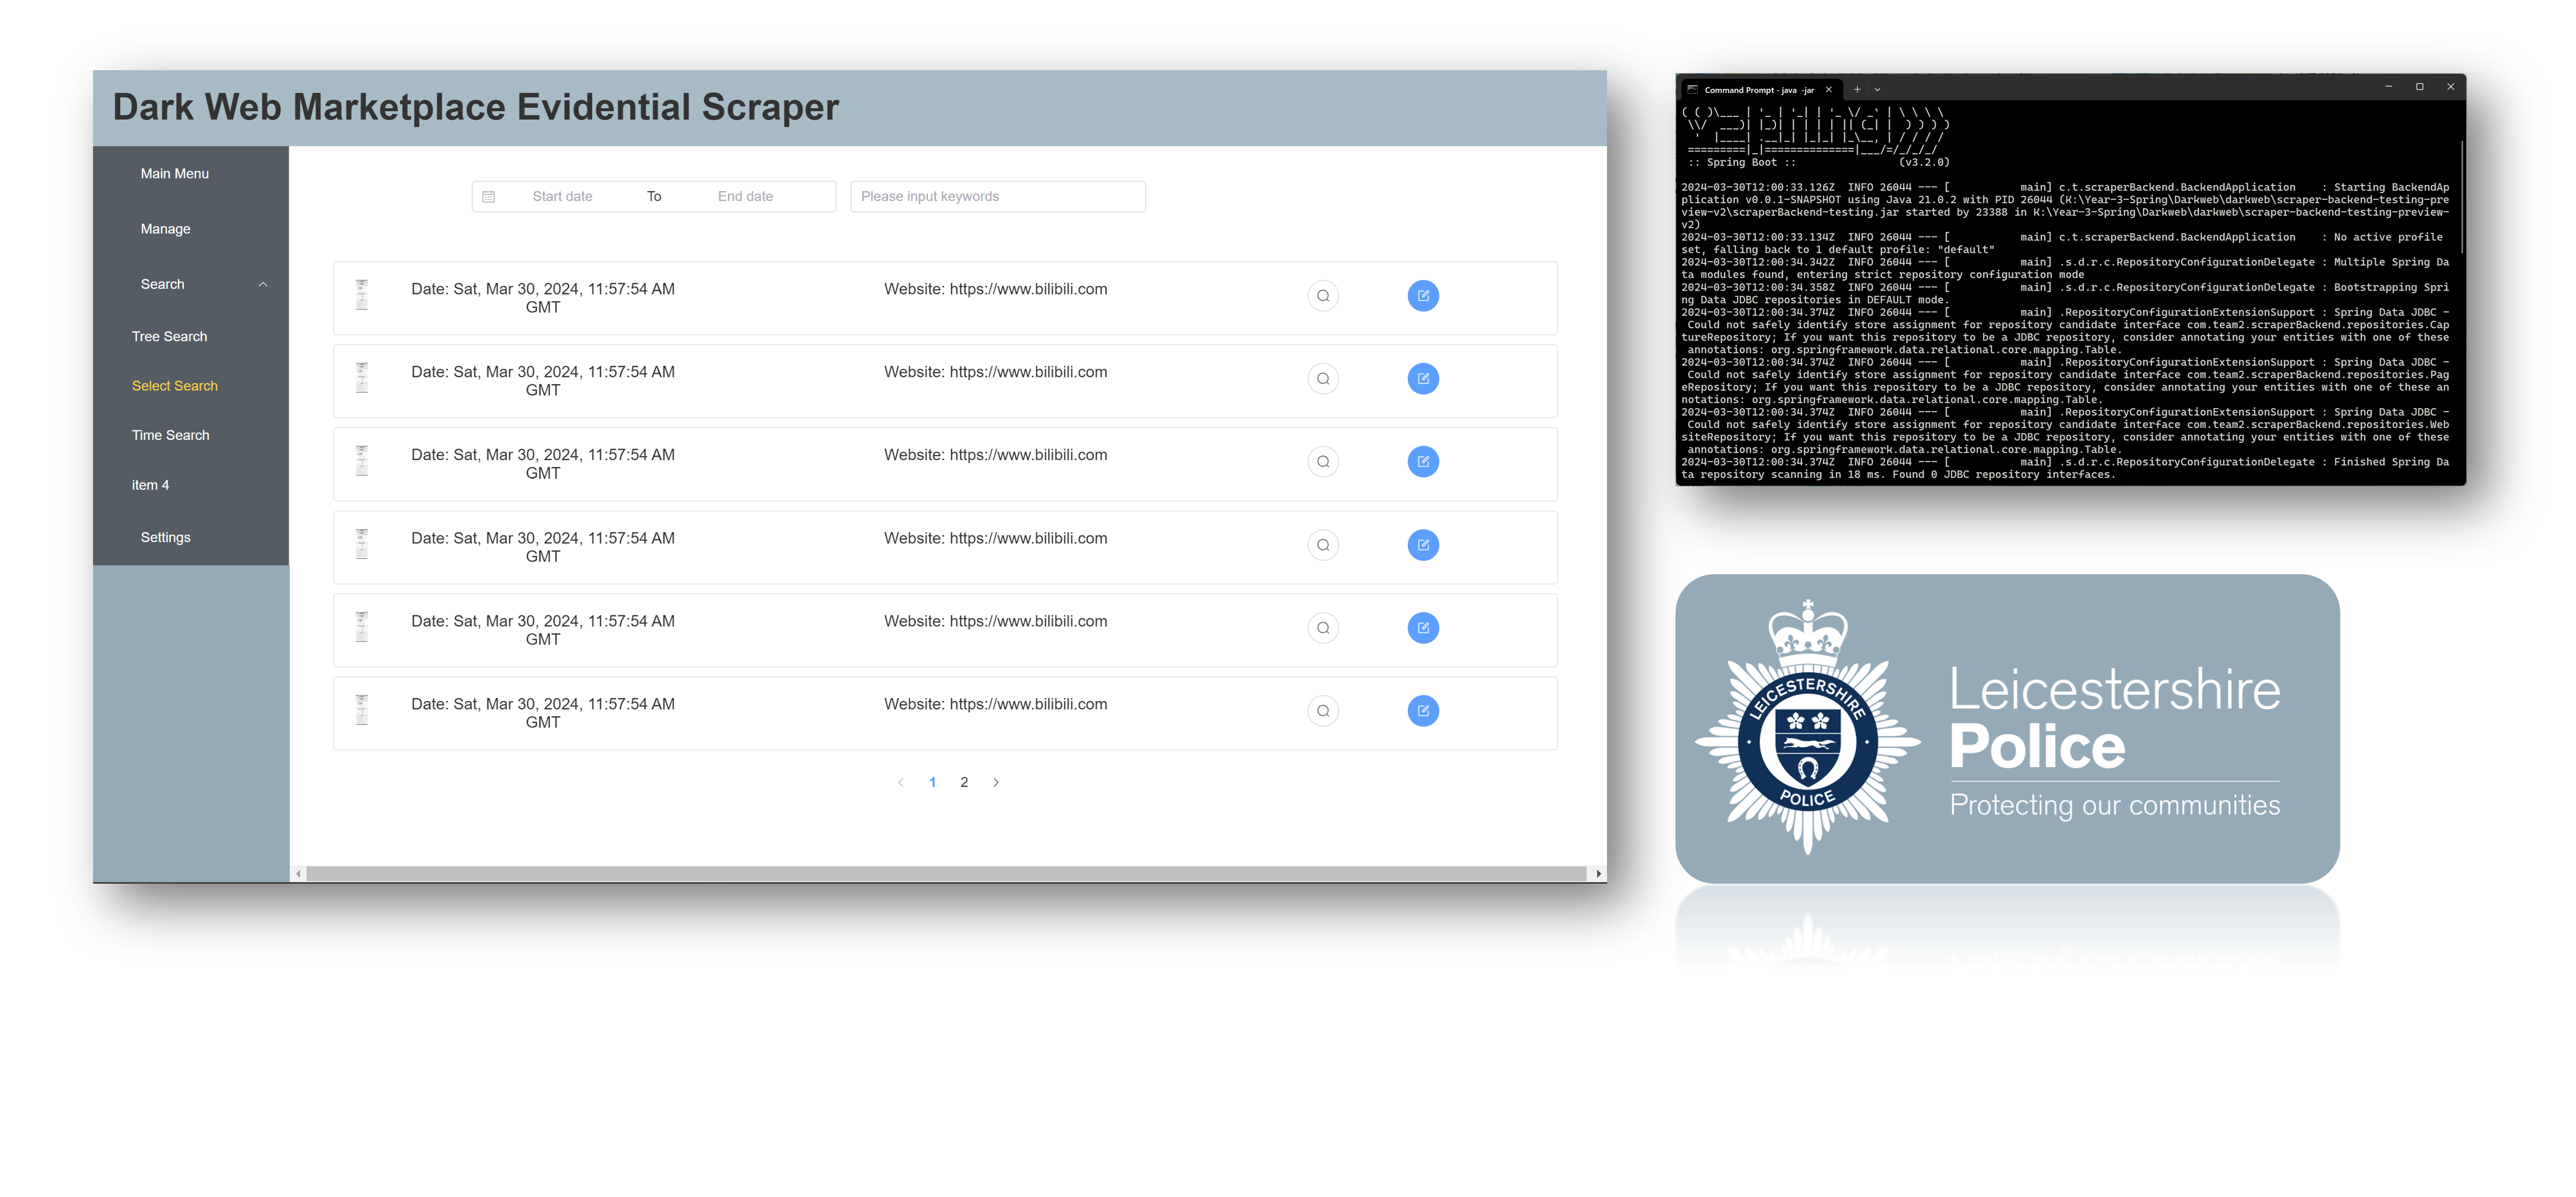 Dark Web Marketplace Evidential Scraper
Main Menu
Manage
Search
Tree Search
Select Search
Time Search
item 4
Settings
Start date To End date Please input keywords
Date: Sat, Mar 30, 2024, 11:57:54 AM
GMT
Website: https://www.bilibili.com
Date: Sat, Mar 30, 2024, 11:57:54 AM
GMT
Website: https://www.bilibili.com
Date: Sat, Mar 30, 2024, 11:57:54 AM
GMT
Website: https://www.bilibili.com
Date: Sat, Mar 30, 2024, 11:57:54 AM
GMT
Website: https://www.bilibili.com
Date: Sat, Mar 30, 2024, 11:57:54 AM
GMT
Website: https://www.bilibili.com
Date: Sat, Mar 30, 2024, 11:57:54 AM
GMT
Website: https://www.bilibili.com
1 2
Command Prompt - java -jar
:: Spring Boot :: (v3.2.0)
2024-03-30T12:00:33.126Z INFO 26044 --- [ main] c.t.scraperBackend.BackendApplication : Starting BackendAp
plication v0.0.1-SNAPSHOT using Java 21.0.2 with PID 26044 (K:\Year-3-Spring\Darkweb\darkweb\scraper-backend-testing-pre
view-v2\scraperBackend-testing.jar started by 23388 in K:\Year-3-Spring\Darkweb\darkweb\scraper-backend-testing-preview-
v2)
2024-03-30T12:00:33.134Z INFO 26044 --- [ main] c.t.scraperBackend.BackendApplication : No active profile
set, falling back to 1 default profile: "default"
2024-03-30T12:00:34.342Z INFO 26044 --- [ main] .s.d.r.c.RepositoryConfigurationDelegate : Multiple Spring Da
ta modules found, entering strict repository configuration mode
2024-03-30T12:00:34.358Z INFO 26044 --- [ main] .s.d.r.c.RepositoryConfigurationDelegate : Bootstrapping Spri
ng Data JDBC repositories in DEFAULT mode.
2024-03-30T12:00:34.374Z INFO 26044 --- [ main] .RepositoryConfigurationExtensionSupport : Spring Data JDBC -
Could not safely identify store assignment for repository candidate interface com.team2.scraperBackend.repositories.Cap
tureRepository; If you want this repository to be a JDBC repository, consider annotating your entities with one of these
annotations: org.springframework.data.relational.core.mapping.Table.
2024-03-30T12:00:34.374Z INFO 26044 --- [ main] .RepositoryConfigurationExtensionSupport : Spring Data JDBC -
Could not safely identify store assignment for repository candidate interface com.team2.scraperBackend.repositories.Pag
eRepository; If you want this repository to be a JDBC repository, consider annotating your entities with one of these an
notations: org.springframework.data.relational.core.mapping.Table.
2024-03-30T12:00:34.374Z INFO 26044 --- [ main] .RepositoryConfigurationExtensionSupport : Spring Data JDBC -
Could not safely identify store assignment for repository candidate interface com.team2.scraperBackend.repositories.Web
siteRepository; If you want this repository to be a JDBC repository, consider annotating your entities with one of these
annotations: org.springframework.data.relational.core.mapping.Table.
2024-03-30T12:00:34.374Z INFO 26044 --- [ main] .s.d.r.c.RepositoryConfigurationDelegate : Finished Spring Da
ta repository scanning in 18 ms. Found 0 JDBC repository interfaces.
LEICESTERSHIRE
POLICE
Leicestershire
Police
Protecting our communities